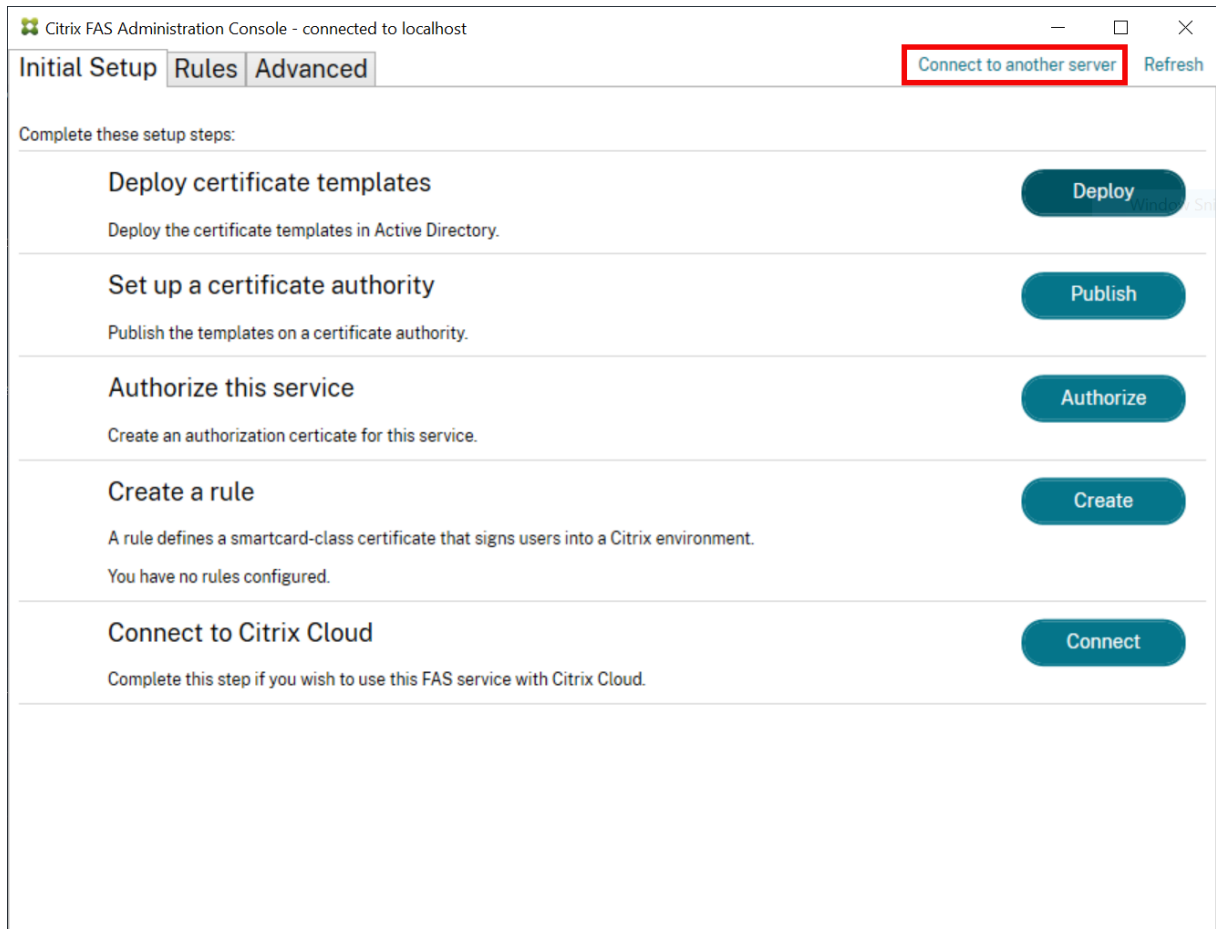 Citrix FAS Administration Console - connected to localhost
Initial Setup Rules Advanced Connect to another server Refresh
Complete these setup steps:
Deploy certificate templates
Deploy
Deploy the certificate templates in Active Directory.
Set up a certificate authority
Publish
Publish the templates on a certificate authority.
Authorize this service
Authorize
Create an authorization certicate for this service.
Create a rule
Create
A rule defines a smartcard-class certificate that signs users into a Citrix environment.
You have no rules configured.
Connect to Citrix Cloud
Connect
Complete this step if you wish to use this FAS service with Citrix Cloud.